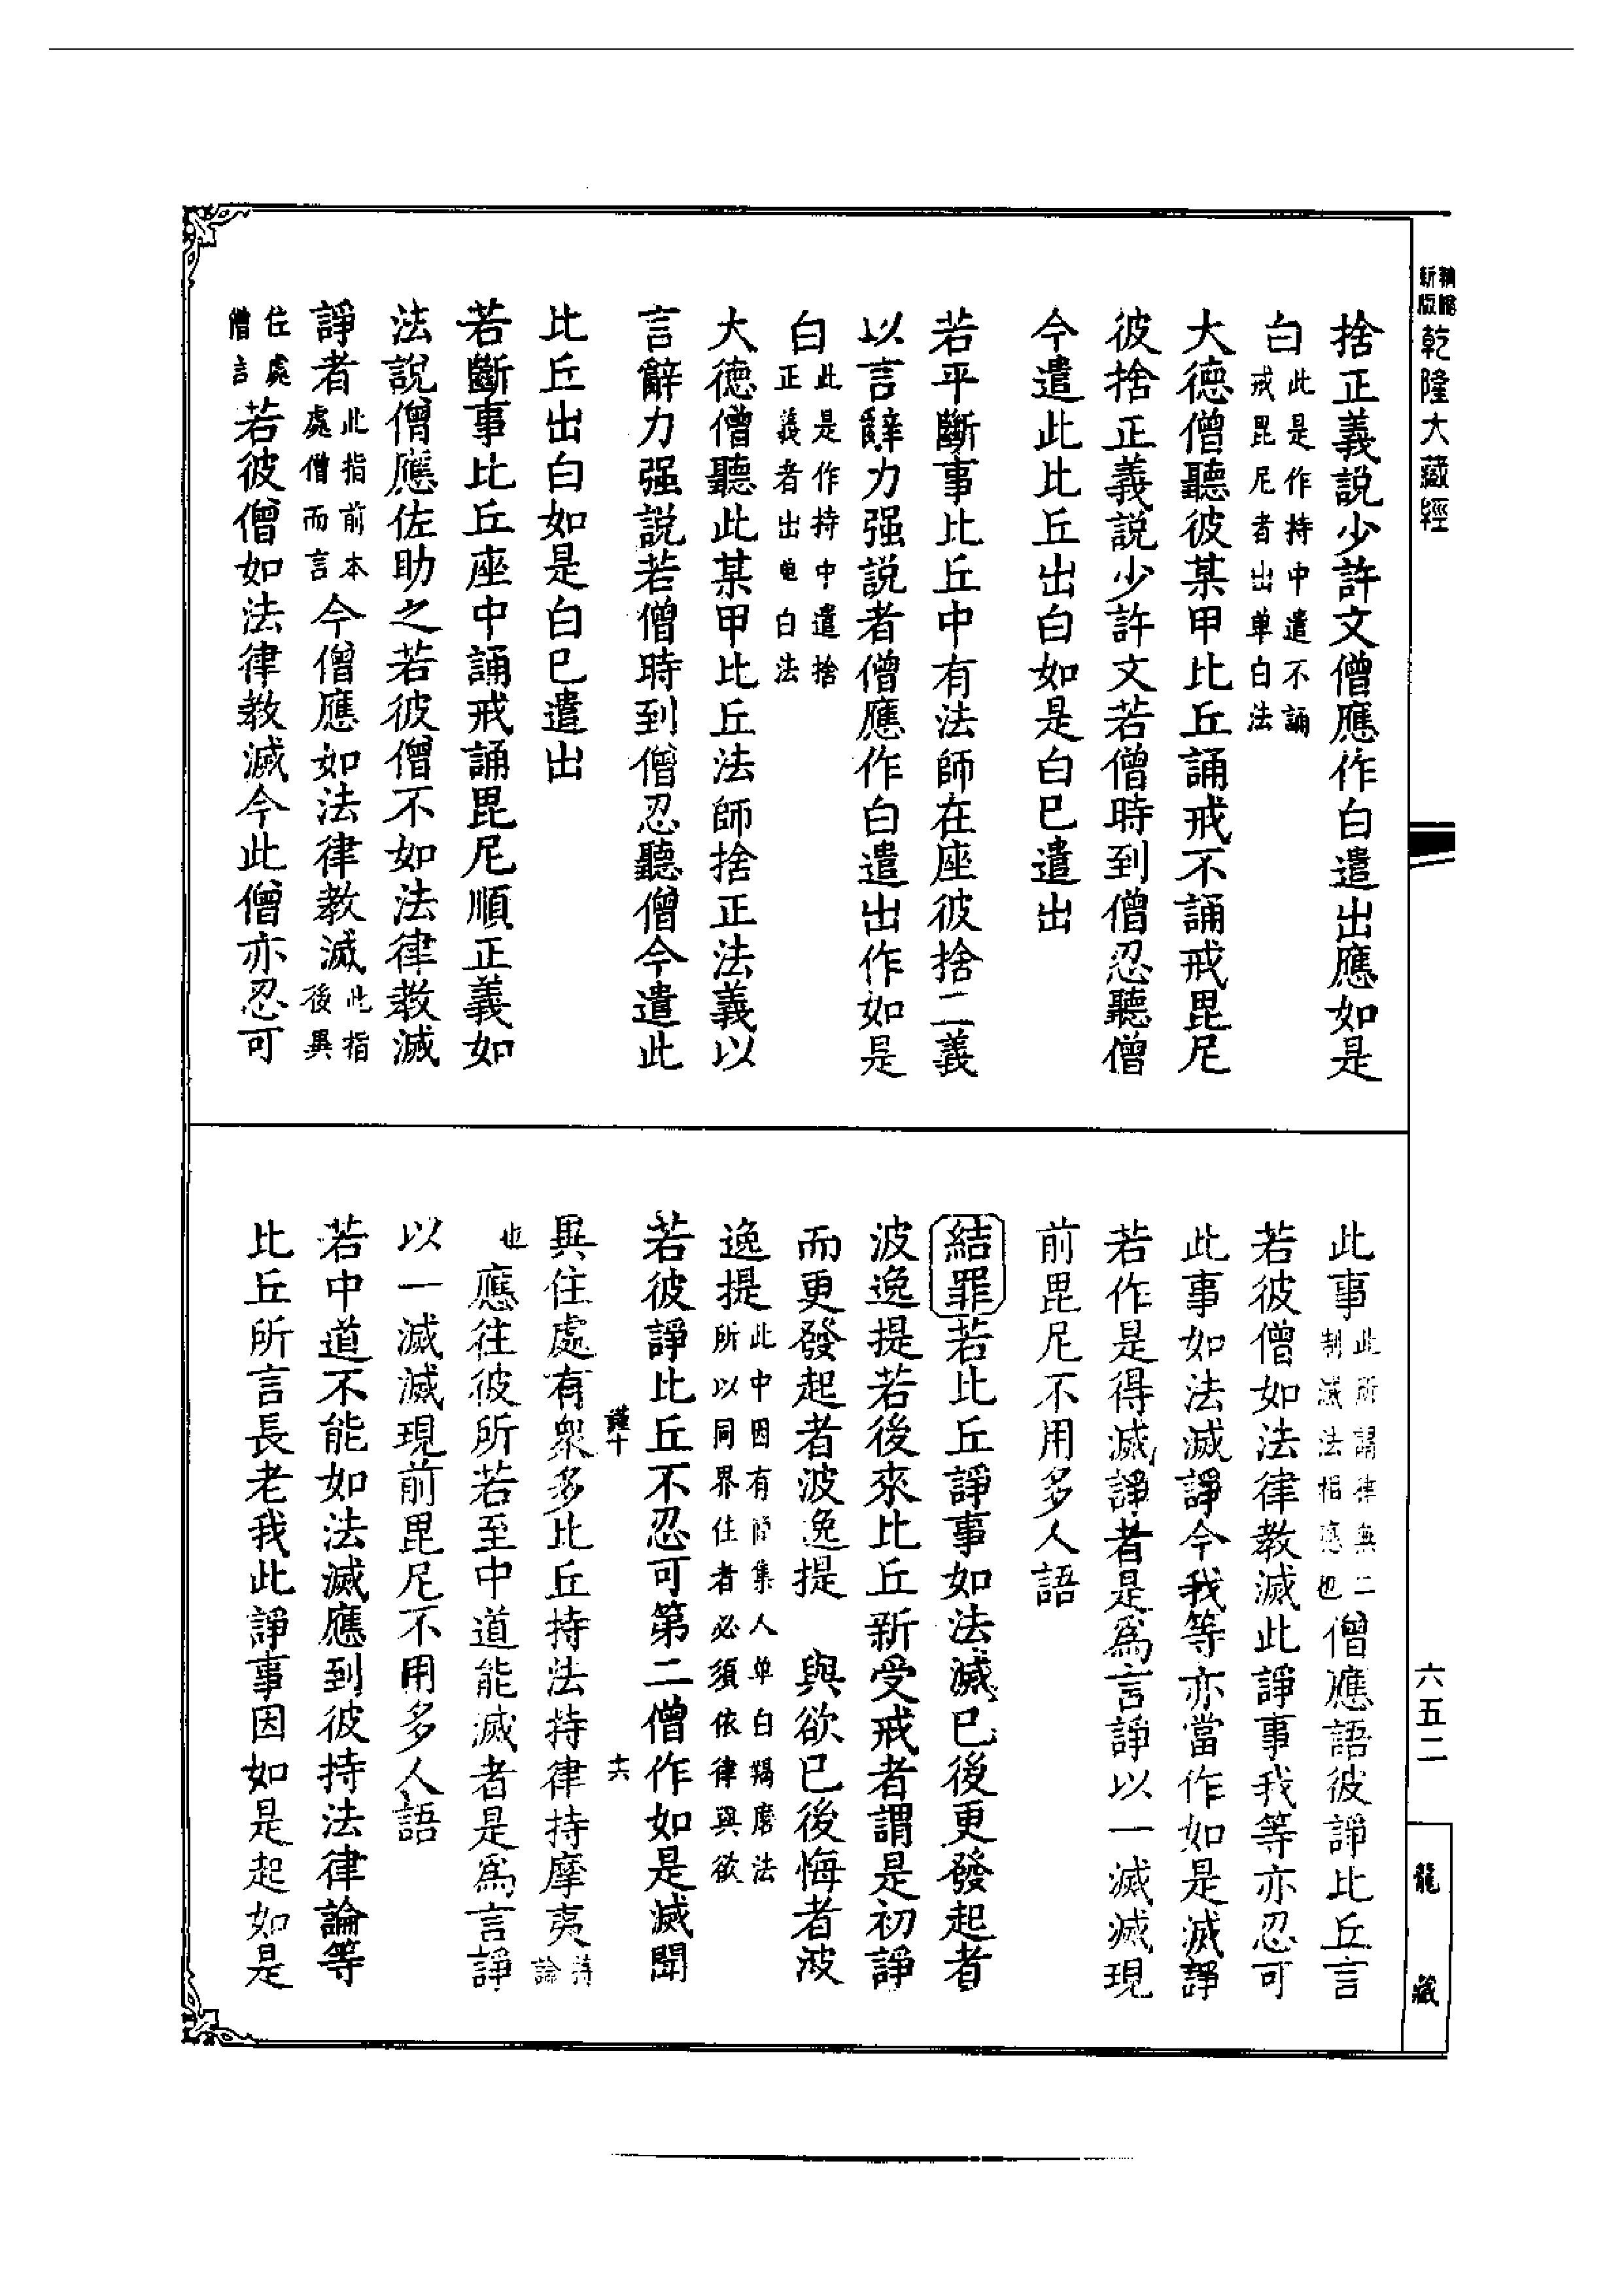 精縮
新版
乾隆大藏經
捨正義説少許文僧應作白遣出應如是
白此是作持中遣不誦戒毘尼者出單白法
大德僧聽彼某甲比丘誦戒不誦戒毘尼
彼捨正義説少許文若僧時到僧忍聽僧
今遣此比丘出白如是白已遣出
若平斷事比丘中有法師在座彼捨二義
以言辭力强説者僧應作白遣出作如是
白此是作持中遣捨正義者出單白法
大德僧聽此某甲比丘法師捨正法義以
言辭力强説若僧時到僧忍聽僧今遣此
比丘出白如是白已遣出
若斷事比丘座中誦戒誦毘尼順正義如
法說僧應佐助之若彼僧不如法律教滅
諍者此指前本處僧而言今僧應如法律教滅此指後異
住處僧言若彼僧如法律教滅今此僧亦忍可
此事此所謂律無二制滅法相應也僧應語彼諍比丘言
若彼僧如法律教滅此諍事我等亦忍可
此事如法滅諍今我等亦當作如是滅諍
若作是得滅諍者是爲言諍以一滅滅現
前毘尼不用多人語
結罪若比丘諍事如法滅已後更發起者
波逸提若後來比丘新受戒者謂是初諍
而更發起者波逸提　與欲已後悔者波
逸提此中因有簡集人單白羯磨法所以同界住者必須依律與欲
若彼諍比丘不忍可第二僧作如是滅聞
謹十
十六
異住處有衆多比丘持法持律持摩夷持論
也應往彼所若至中道能滅者是爲言諍
以一滅滅現前毘尼不用多人語
若中道不能如法滅應到彼持法律論等
比丘所言長老我此諍事因如是起如是
六五二
龍藏